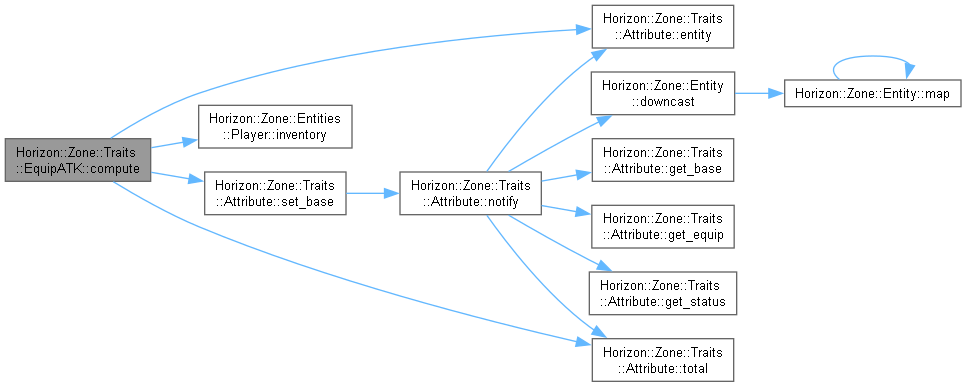 Horizon::Zone::Traits
::EquipATK::compute
Horizon::Zone::Entities
::Player::inventory
Horizon::Zone::Traits
::Attribute::set_base
Horizon::Zone::Traits
::Attribute::notify
Horizon::Zone::Traits
::Attribute::entity
Horizon::Zone::Entity
::downcast
Horizon::Zone::Entity::map
Horizon::Zone::Traits
::Attribute::get_base
Horizon::Zone::Traits
::Attribute::get_equip
Horizon::Zone::Traits
::Attribute::get_status
Horizon::Zone::Traits
::Attribute::total